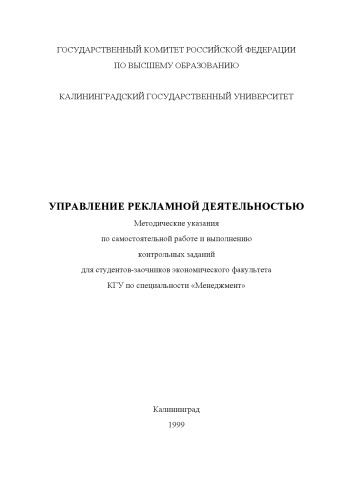 ГОСУДАРСТВЕННЫЙ КОМИТЕТ РОССИЙСКОЙ ФЕДЕРАЦИИ
ПО ВЫСШЕМУ ОБРАЗОВАНИЮ
КАЛИНИНГРАДСКИЙ ГОСУДАРСТВЕННЫЙ УНИВЕРСИТЕТ
УПРАВЛЕНИЕ РЕКЛАМНОЙ ДЕЯТЕЛЬНОСТЬЮ
Методические указания
по самостоятельной работе и выполнению
контрольных заданий
для студентов-заочников экономического факультета
КГУ по специальности «Менеджмент»
Калининград
1999